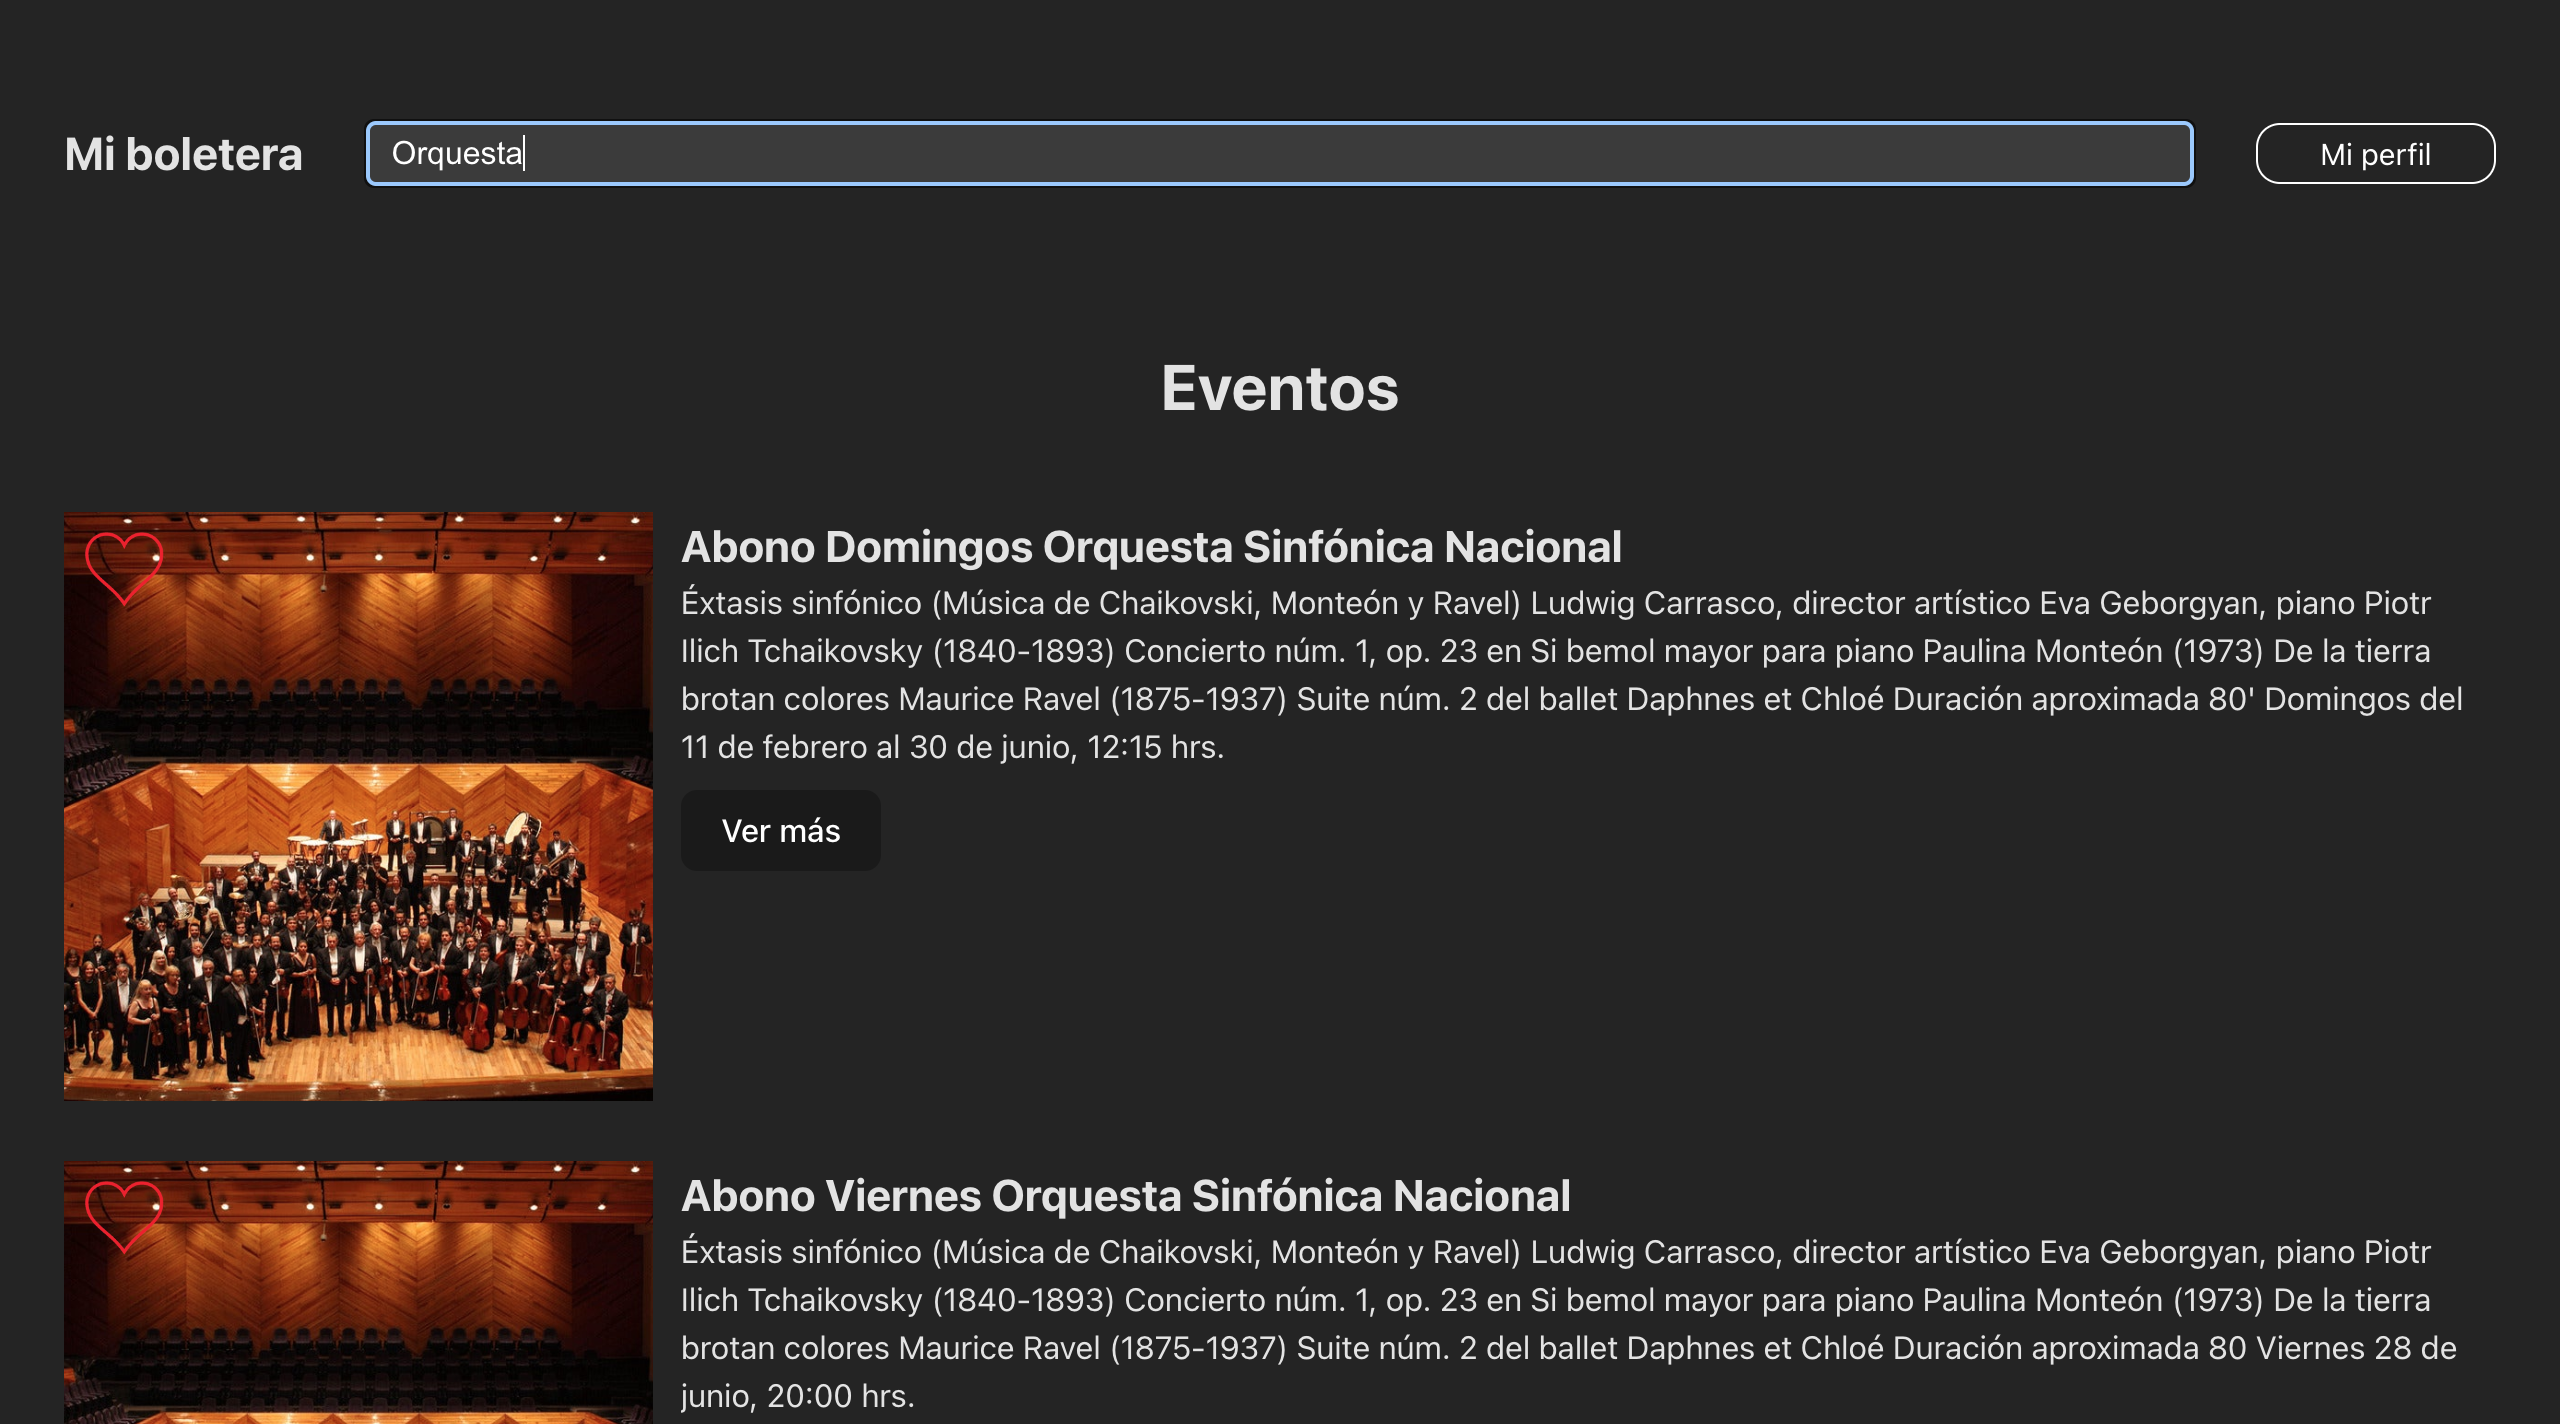 Mi boletera
Orquesta
Mi perfil
Eventos
Abono Domingos Orquesta Sinfónica Nacional
Éxtasis sinfónico (Música de Chaikovski, Monteón y Ravel) Ludwig Carrasco, director artístico Eva Geborgyan, piano Piotr
Ilich Tchaikovsky (1840-1893) Concierto núm. 1, op. 23 en Si bemol mayor para piano Paulina Monteón (1973) De la tierra
brotan colores Maurice Ravel (1875-1937) Suite núm. 2 del ballet Daphnes et Chloé Duración aproximada 80' Domingos del
11 de febrero al 30 de junio, 12:15 hrs.
Ver más
Abono Viernes Orquesta Sinfónica Nacional
Éxtasis sinfónico (Música de Chaikovski, Monteón y Ravel) Ludwig Carrasco, director artístico Eva Geborgyan, piano Piotr
Ilich Tchaikovsky (1840-1893) Concierto núm. 1, op. 23 en Si bemol mayor para piano Paulina Monteón (1973) De la tierra
brotan colores Maurice Ravel (1875-1937) Suite núm. 2 del ballet Daphnes et Chloé Duración aproximada 80 Viernes 28 de
junio, 20:00 hrs.